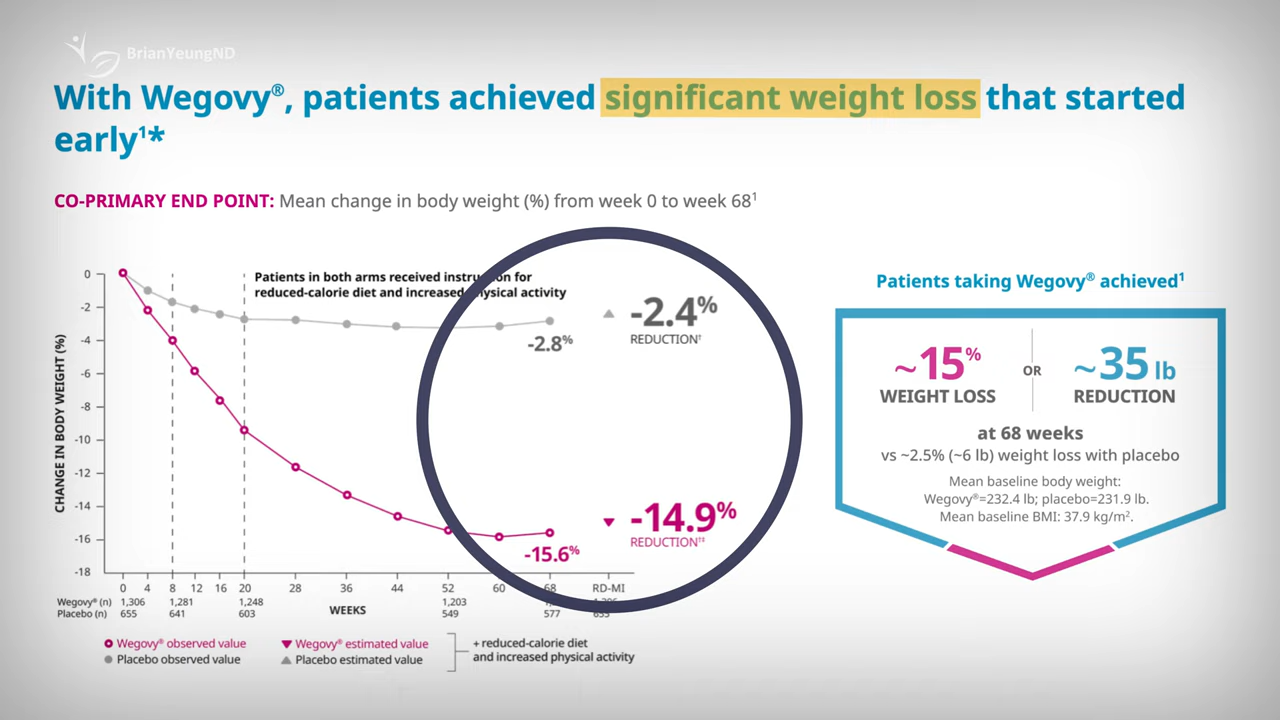 BrianYeungND
With Wegovy®, patients achieved significant weight loss that started
early¹*
CO-PRIMARY END POINT: Mean change in body weight (%) from week 0 to week 68¹
CHANGE IN BODY WEIGHT (%)
0
-2
-4
-6
-8
-10
-12
-14
-16
-18
Patients in both arms received instruction for
reduced-calorie diet and increased physical activity
-2.8%
-2.4%
REDUCTION†
-15.6%
-14.9%
REDUCTION†‡
0 4 8 12 16 20 28 36 44 52 60 68 RD-MI
WEEKS
Wegovy® (n) 1,306 1,281 1,248 1,203
Placebo (n) 655 641 603 549 577
Wegovy® observed value
Placebo observed value
Wegovy® estimated value
Placebo estimated value
+ reduced-calorie diet
and increased physical activity
Patients taking Wegovy® achieved¹
~15%
WEIGHT LOSS
OR
~35 lb
REDUCTION
at 68 weeks
vs ~2.5% (~6 lb) weight loss with placebo
Mean baseline body weight:
Wegovy®=232.4 lb; placebo=231.9 lb.
Mean baseline BMI: 37.9 kg/m².